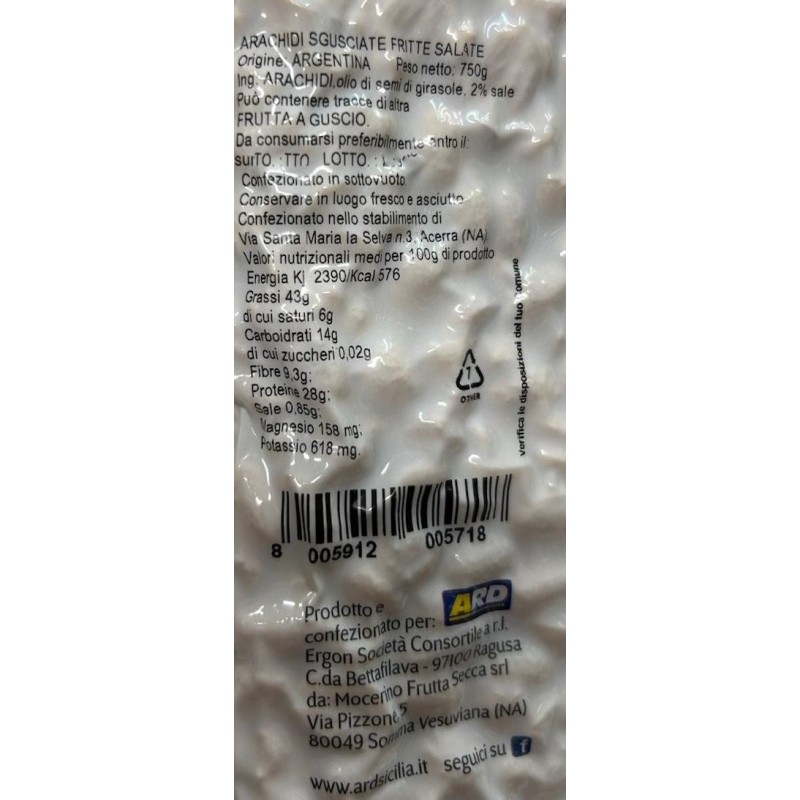 ARACHIDI SGUSCIATE FRITTE SALATE
Origine: ARGENTINA Peso netto: 750g
Ing. ARACHIDI,olio di semi di girasole, 2% sale
Può contenere tracce di altra
FRUTTA A GUSCIO.
Da consumarsi preferibilmente entro il:
LOTTO.
Confezionato in sottovuoto
Conservare in luogo fresco e asciutto
Confezionato nello stabilimento di
Via Santa Maria la Selva n.3, Acerra (NA)
Valori nutrizionali medi per 100g di prodotto
Energia Kj 2390/Kcal 576
Grassi 43g
di cui saturi 6g
Carboidrati 14g
di cui zuccheri 0,02g
Fibre 9,3g;
Proteine 28g;
Sale 0,85g;
Magnesio 158 mg;
Potassio 618 mg.
7
OTHER
verifica le disposizioni del tuo Comune
8 005912 005718
ARD
Prodotto e
confezionato per:
Ergon Società Consortile a r.l.
C.da Bettafilava - 97100 Ragusa
da: Mocerino Frutta Secca srl
Via Pizzone,5
80049 Somma Vesuviana (NA)
www.ardsicilia.it seguici su f